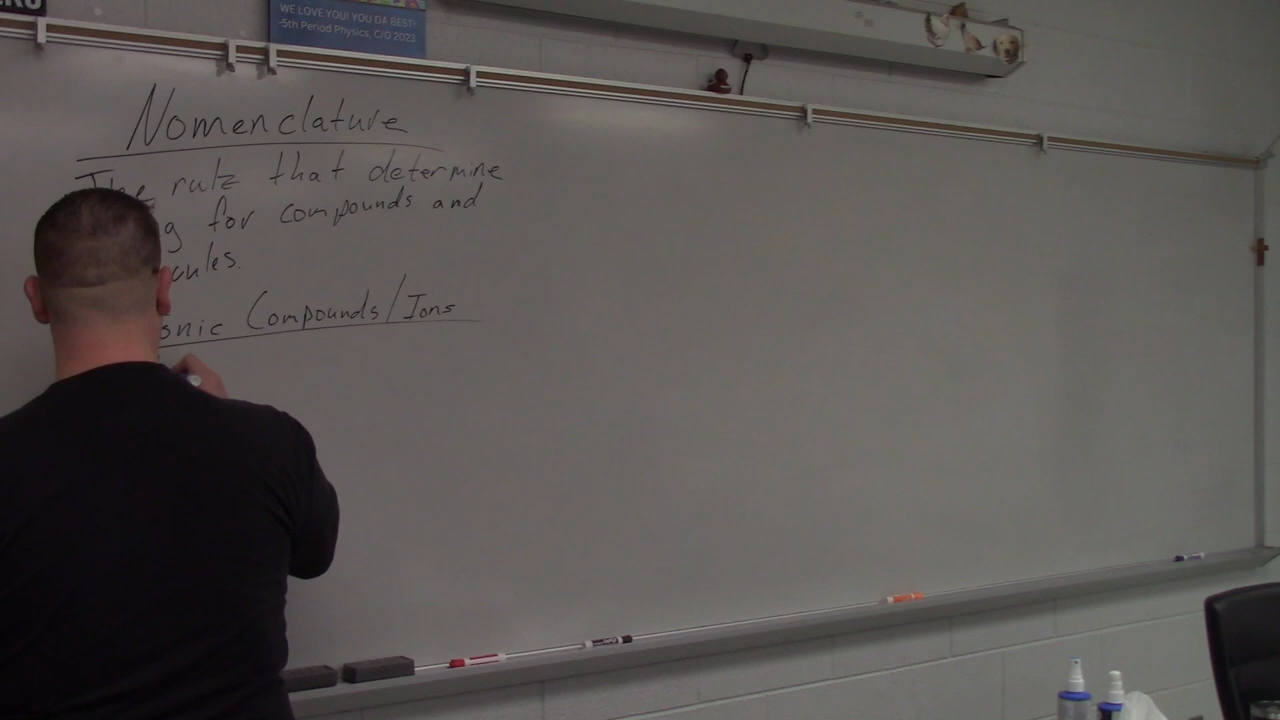 WE LOVE YOU! YOU DA BEST!
-5th Period Physics, C/O 2023
Nomenclature
The rulz that determine
g for compounds and
cules.
onic Compounds/Ions